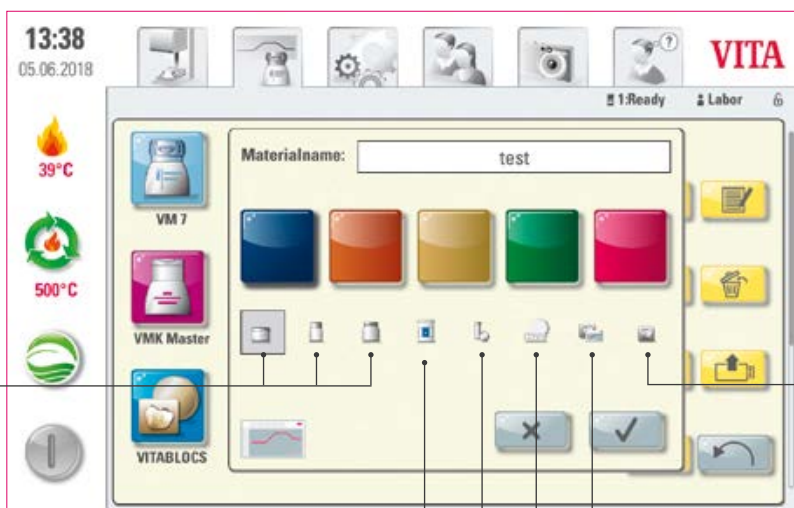 13:38
05.06.2018
VITA
1:Ready
Labor
39°C
Materialname:
test
VM 7
500°C
VMK Master
VITABLOCS